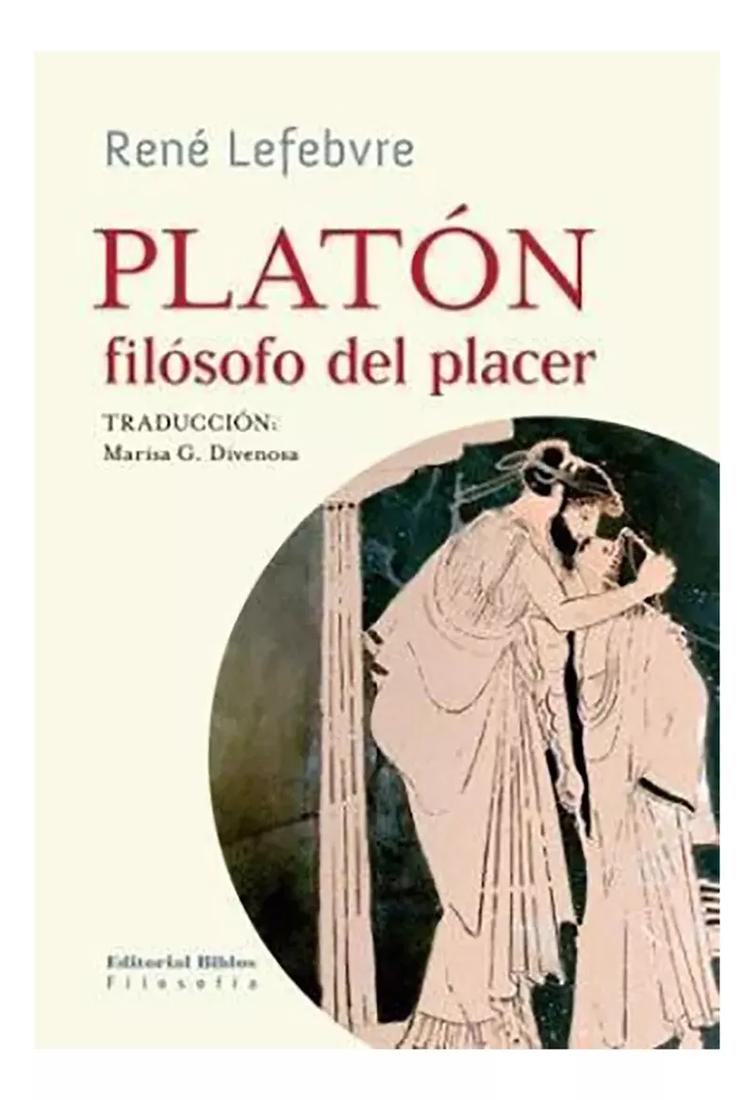 René Lefebvre
PLATÓN
filósofo del placer
TRADUCCIÓN:
Marisa G. Divenosa
Editorial Biblos
Filosofía